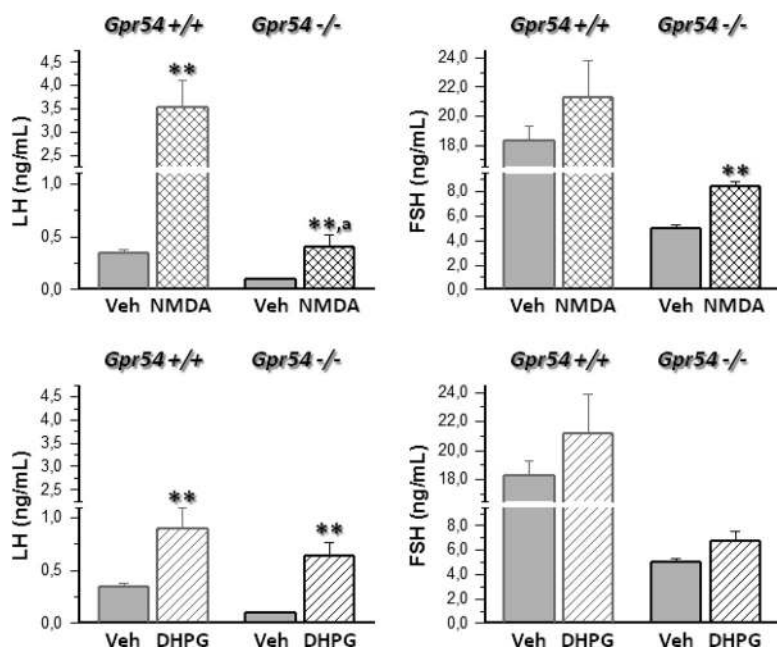 Gpr54 +/+ Gpr54 -/-
LH (ng/mL)
4,5
4,0
3,5
3,0
2,5
1,0
0,5
0,0
**
**,a
Veh NMDA Veh NMDA
Gpr54 +/+ Gpr54 -/-
FSH (ng/mL)
24,0
22,0
20,0
18,0
8,0
6,0
4,0
2,0
0,0
**
Veh NMDA Veh NMDA
Gpr54 +/+ Gpr54 -/-
LH (ng/mL)
4,5
4,0
3,5
3,0
2,5
1,0
0,5
0,0
**
**
Veh DHPG Veh DHPG
Gpr54 +/+ Gpr54 -/-
FSH (ng/mL)
24,0
22,0
20,0
18,0
8,0
6,0
4,0
2,0
0,0
Veh DHPG Veh DHPG